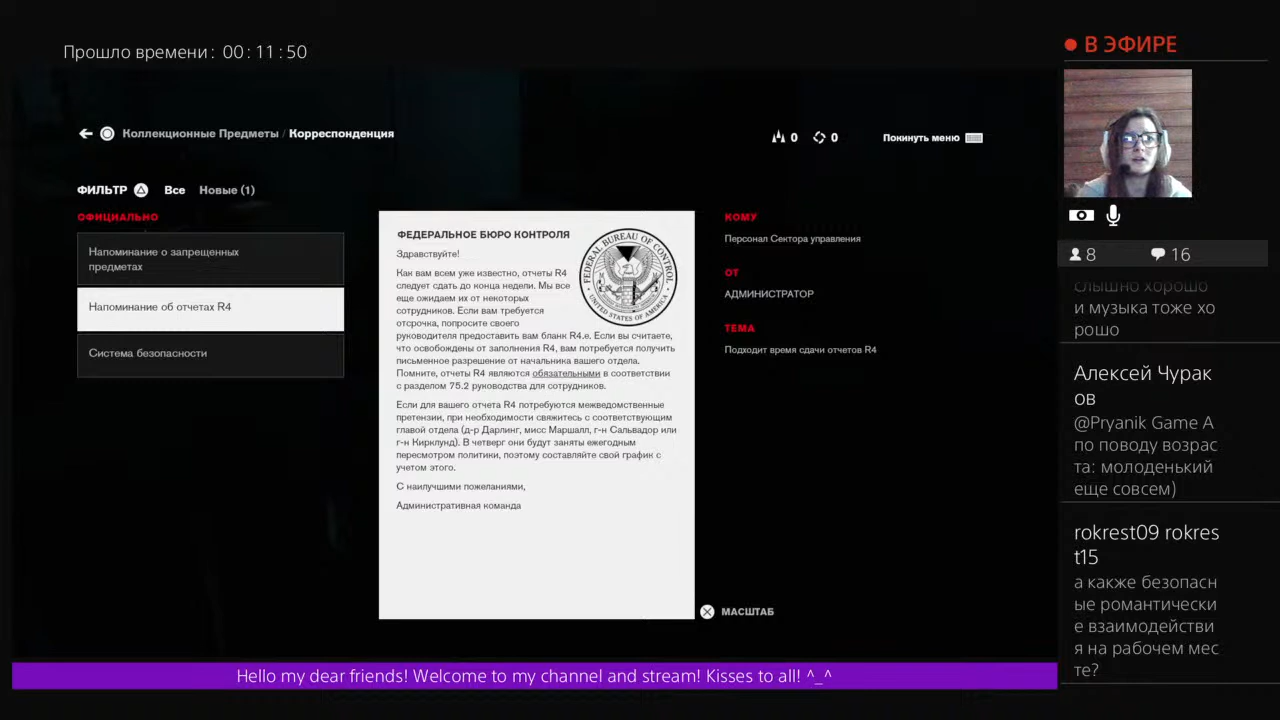 Прошло времени: 00:11:50
В ЭФИРЕ
Коллекционные Предметы / Корреспонденция
0 0
Покинуть меню
ФИЛЬТР Все Новые (1)
ОФИЦИАЛЬНО
Напоминание о запрещенных
предметах
Напоминание об отчетах R4
Система безопасности
ФЕДЕРАЛЬНОЕ БЮРО КОНТРОЛЯ
FEDERAL BUREAU OF CONTROL
UNITED STATES OF AMERICA
Здравствуйте!
Как вам всем уже известно, отчеты R4
следует сдать до конца недели. Мы все
еще ожидаем их от некоторых
сотрудников. Если вам требуется
отсрочка, попросите своего
руководителя предоставить вам бланк R4.e. Если вы считаете,
что освобождены от заполнения R4, вам потребуется получить
письменное разрешение от начальника вашего отдела.
Помните, отчеты R4 являются обязательными в соответствии
с разделом 75.2 руководства для сотрудников.
Если для вашего отчета R4 потребуются межведомственные
претензии, при необходимости свяжитесь с соответствующим
главой отдела (д-р Дарлинг, мисс Маршалл, г-н Сальвадор или
г-н Кирклунд). В четверг они будут заняты ежегодным
пересмотром политики, поэтому составляйте свой график с
учетом этого.
С наилучшими пожеланиями,
Административная команда
КОМУ
Персонал Сектора управления
ОТ
АДМИНИСТРАТОР
ТЕМА
Подходит время сдачи отчетов R4
МАСШТАБ
8 16
слышно хорошо
и музыка тоже хо
рошо
Алексей Чурак
ов
@Pryanik Game А
по поводу возрас
та: молоденький
еще совсем)
rokrest09 rokres
t15
а какже безопасн
ые романтически
е взаимодействи
я на рабочем мес
те?
Hello my dear friends! Welcome to my channel and stream! Kisses to all! ^_^